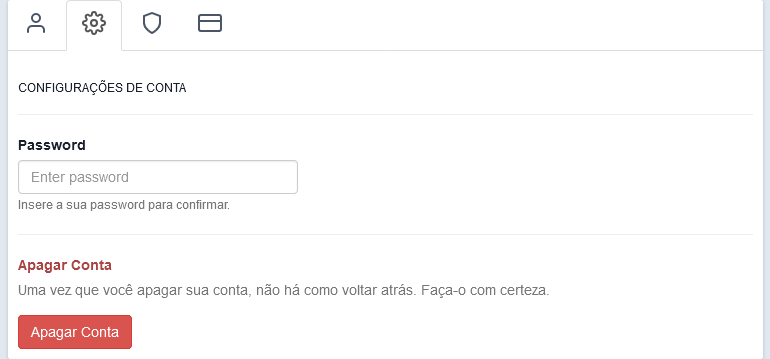 CONFIGURAÇÕES DE CONTA
Password
Enter password
Insere a sua password para confirmar.
Apagar Conta
Uma vez que você apagar sua conta, não há como voltar atrás. Faça-o com certeza.
Apagar Conta